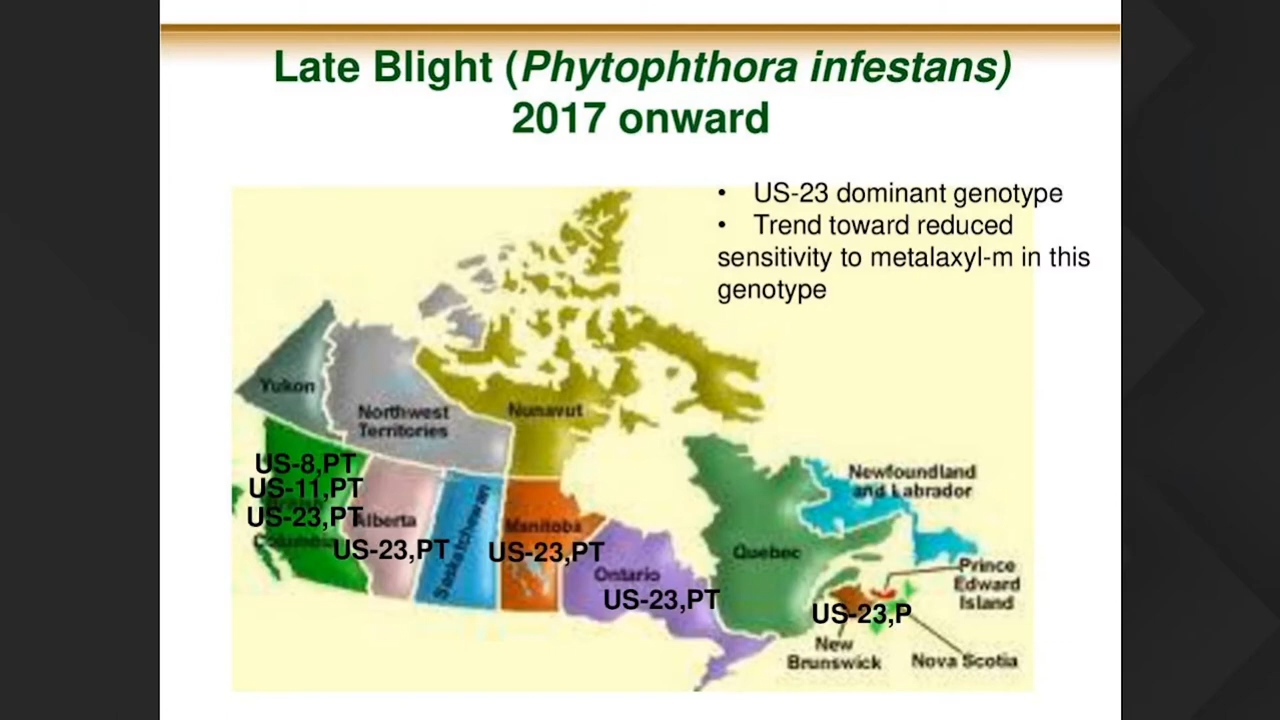 Late Blight (Phytophthora infestans)
2017 onward
• US-23 dominant genotype
• Trend toward reduced
sensitivity to metalaxyl-m in this
genotype
Yukon
Northwest
Territories
Nunavut
US-8,PT
US-11,PT
US-23,PT
Alberta
US-23,PT
Saskatchewan
Manitoba
US-23,PT
Ontario
US-23,PT
Quebec
Newfoundland
and Labrador
Prince
Edward
Island
US-23,P
New
Brunswick
Nova Scotia